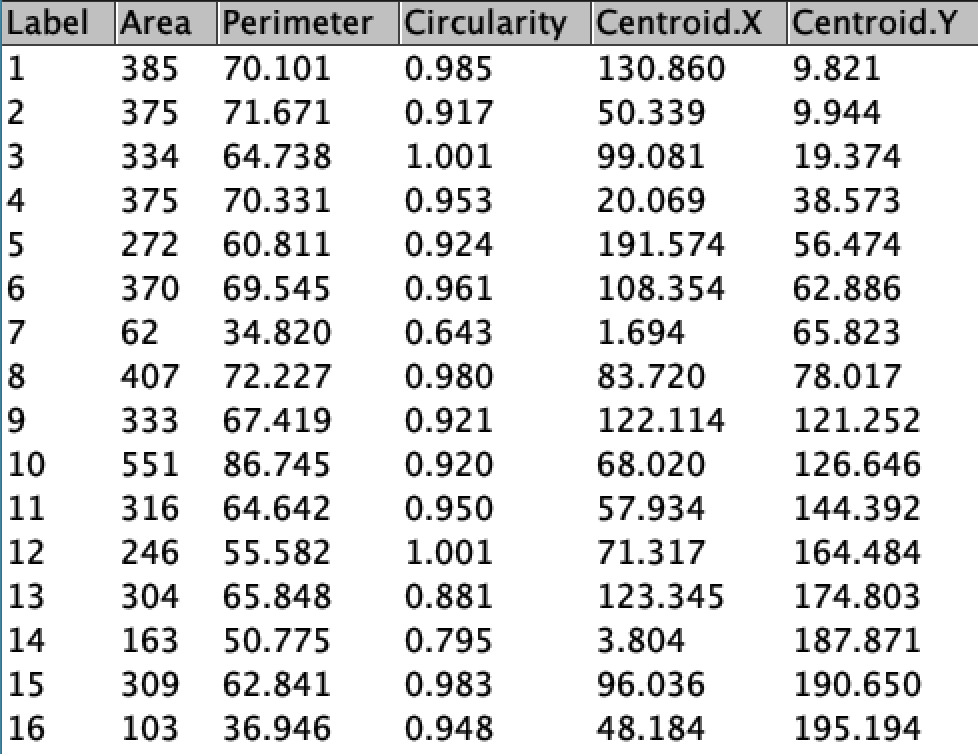 Label Area Perimeter Circularity Centroid.X Centroid.Y
1 385 70.101 0.985 130.860 9.821
2 375 71.671 0.917 50.339 9.944
3 334 64.738 1.001 99.081 19.374
4 375 70.331 0.953 20.069 38.573
5 272 60.811 0.924 191.574 56.474
6 370 69.545 0.961 108.354 62.886
7 62 34.820 0.643 1.694 65.823
8 407 72.227 0.980 83.720 78.017
9 333 67.419 0.921 122.114 121.252
10 551 86.745 0.920 68.020 126.646
11 316 64.642 0.950 57.934 144.392
12 246 55.582 1.001 71.317 164.484
13 304 65.848 0.881 123.345 174.803
14 163 50.775 0.795 3.804 187.871
15 309 62.841 0.983 96.036 190.650
16 103 36.946 0.948 48.184 195.194